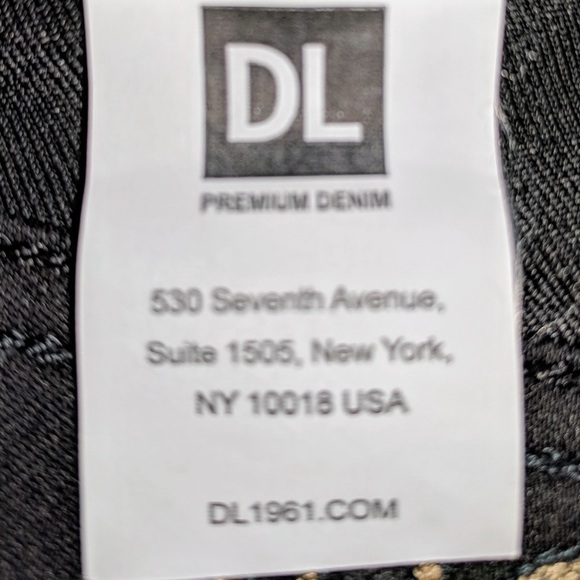 DL
PREMIUM DENIM
530 Seventh Avenue,
Suite 1505, New York,
NY 10018 USA
DL1961.COM